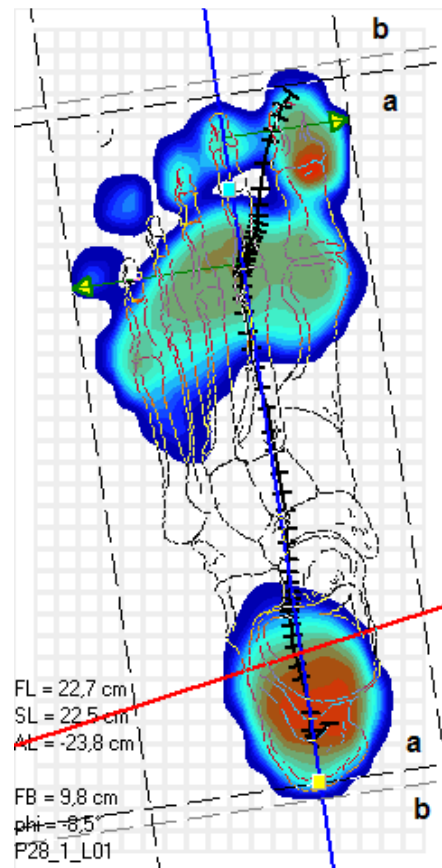 b
a
FL = 22,7 cm
SL = 22,5 cm
AL = -23,8 cm
a
FB = 9,8 cm
b
phi = -8,5°
P28_1_L01